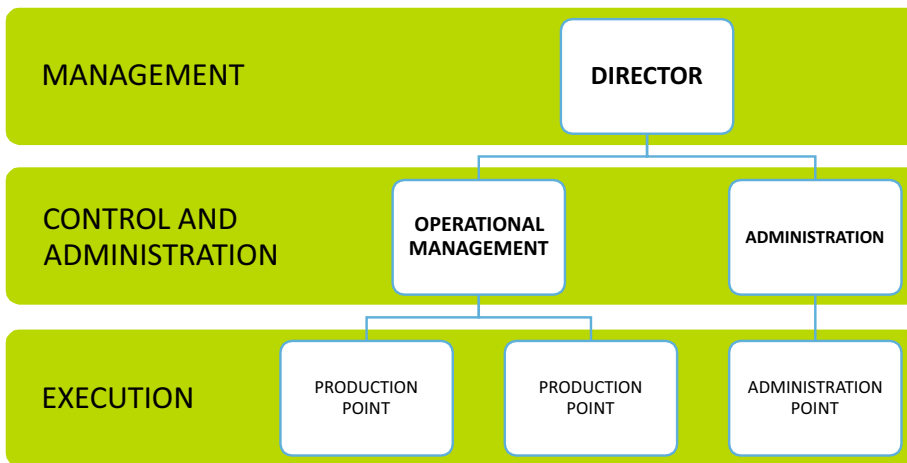 MANAGEMENT
DIRECTOR
CONTROL AND
ADMINISTRATION
OPERATIONAL
MANAGEMENT
ADMINISTRATION
EXECUTION
PRODUCTION
POINT
PRODUCTION
POINT
ADMINISTRATION
POINT